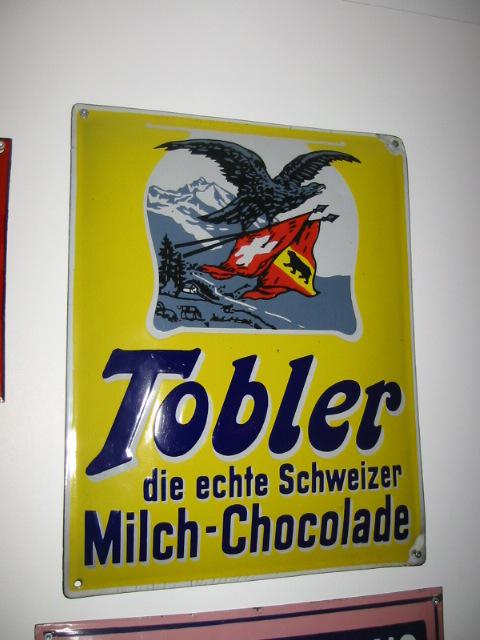 Tobler
die echte Schweizer
Milch-Chocolade